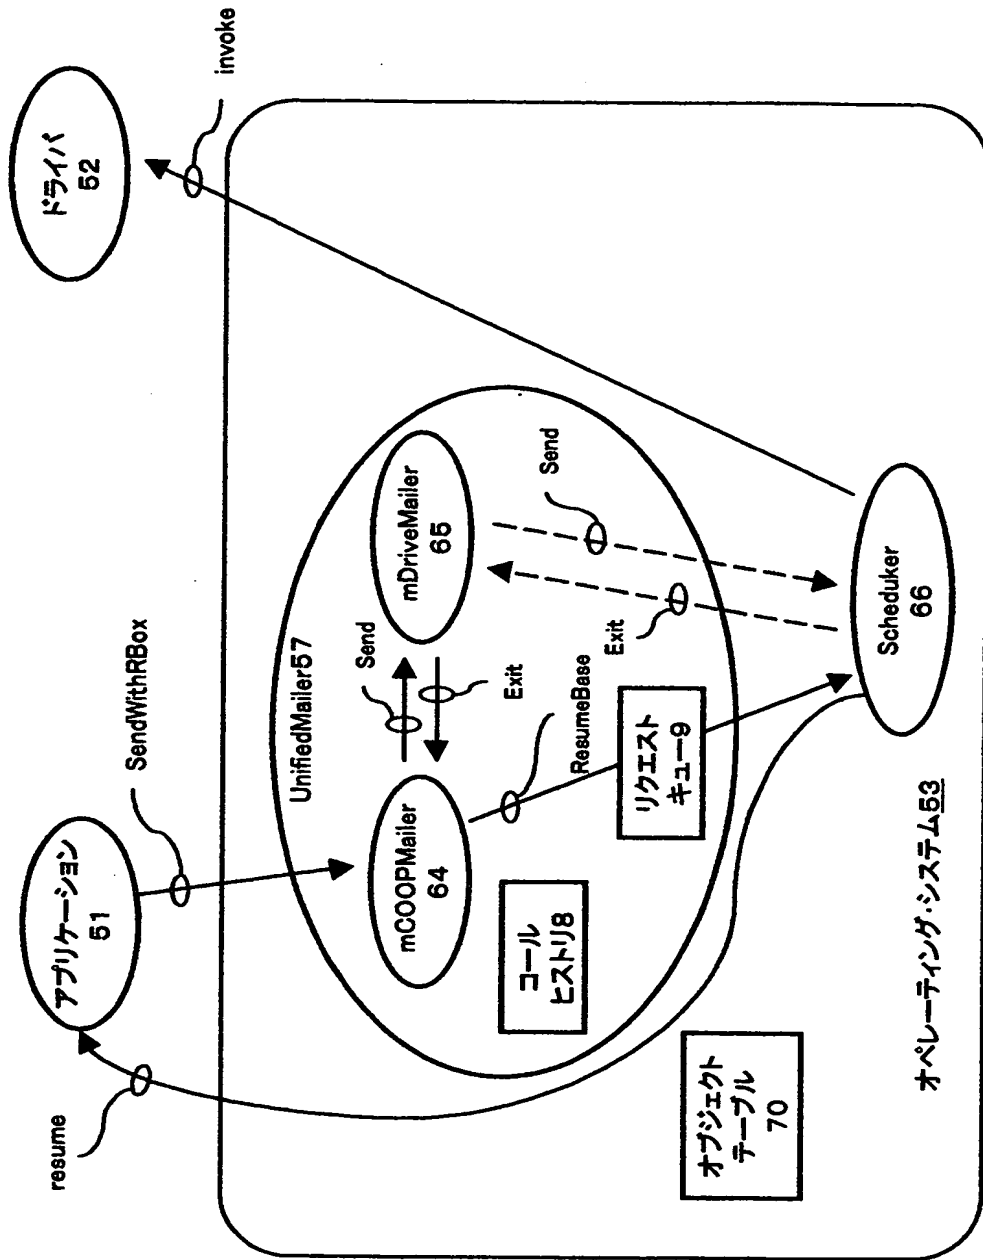 アプリケーション
51
ドライバ
52
SendWithRBox
invoke
resume
UnifiedMailer57
mCOOPMailer
64
mDriveMailer
65
Send
Exit
コール
ヒストリ8
ResumeBase
リクエスト
キュー9
Exit
Send
オブジェクト
テーブル
70
Scheduker
66
オペレーティング・システム53